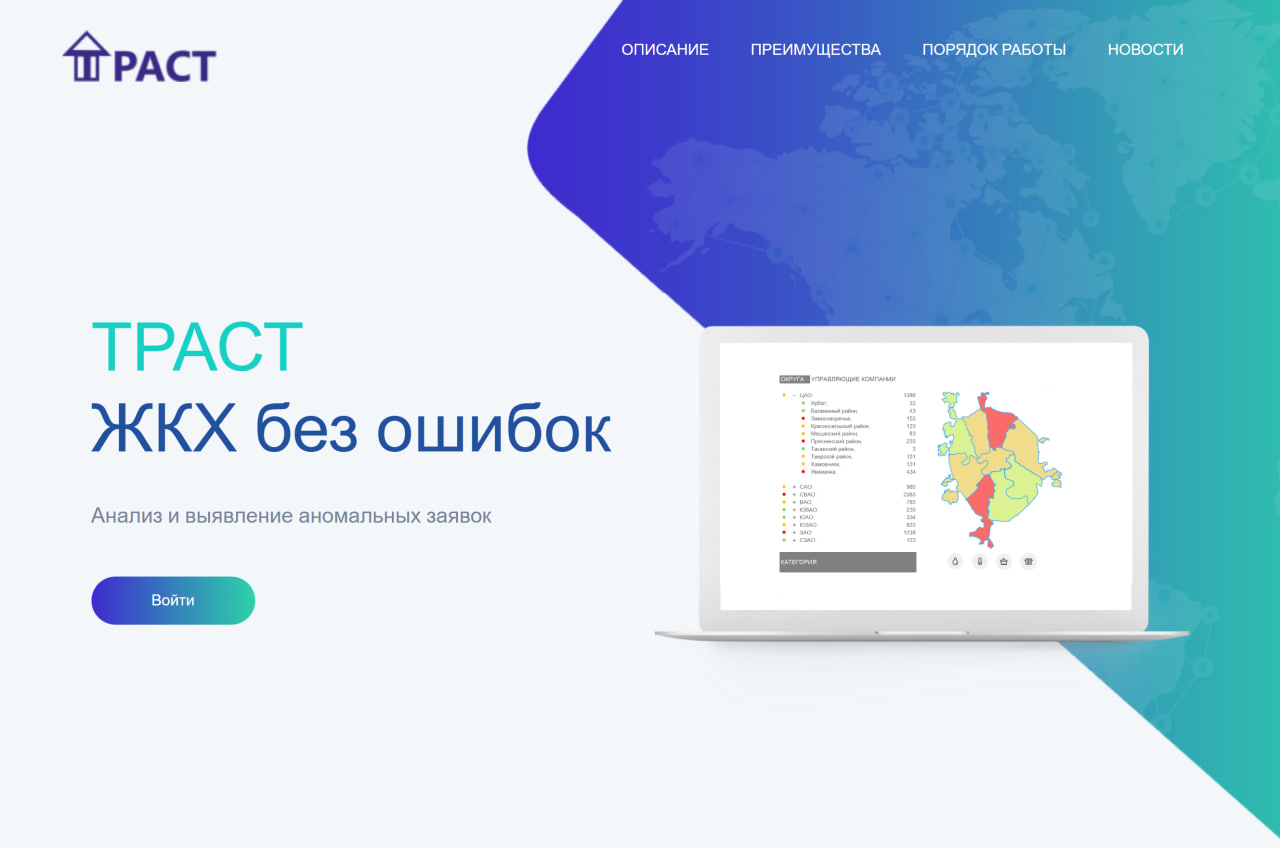 ТРАСТ
ОПИСАНИЕ ПРЕИМУЩЕСТВА ПОРЯДОК РАБОТЫ НОВОСТИ
ТРАСТ
ЖКХ без ошибок
Анализ и выявление аномальных заявок
Войти
ОКРУГА УПРАВЛЯЮЩИЕ КОМПАНИИ
- ЦАО: 1386
Арбат. 32
Басманный район. 43
Замоскворечье. 153
Красносельский район. 123
Мещанский район. 83
Пресненский район. 233
Таганский район. 3
Тверской район. 151
Хамовники. 131
Якиманка. 434
+ САО: 980
+ СВАО: 2365
+ ВАО 785
+ ЮВАО 235
+ ЮАО 334
+ ЮЗАО 823
+ ЗАО: 1238
+ СЗАО: 123
КАТЕГОРИЯ